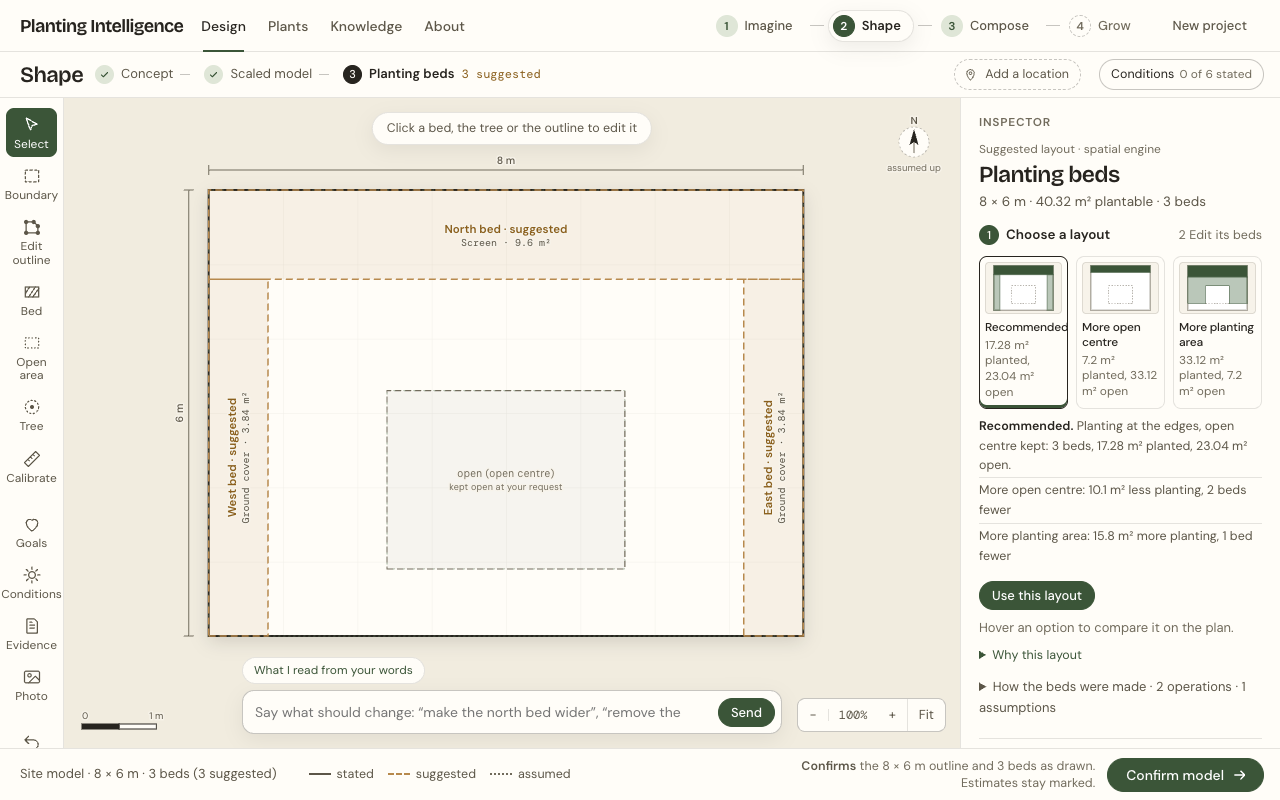 Planting Intelligence
Design
Plants
Knowledge
About
1 Imagine
2 Shape
3 Compose
4 Grow
New project
Shape
Concept
Scaled model
3 Planting beds 3 suggested
Add a location
Conditions 0 of 6 stated
Select
Boundary
Edit
outline
Bed
Open
area
Tree
Calibrate
Goals
Conditions
Evidence
Photo
Click a bed, the tree or the outline to edit it
N
assumed up
8 m
6 m
North bed · suggested
Screen · 9.6 m²
West bed · suggested
Ground cover · 3.84 m²
open (open centre)
kept open at your request
East bed · suggested
Ground cover · 3.84 m²
What I read from your words
Say what should change: “make the north bed wider”, “remove the
Send
0 1 m
− 100% + Fit
INSPECTOR
Suggested layout · spatial engine
Planting beds
8 × 6 m · 40.32 m² plantable · 3 beds
1 Choose a layout
2 Edit its beds
Recommended
17.28 m²
planted,
23.04 m²
open
More open
centre
7.2 m²
planted, 33.12
m² open
More planting
area
33.12 m²
planted, 7.2
m² open
Recommended. Planting at the edges, open
centre kept: 3 beds, 17.28 m² planted, 23.04 m²
open.
More open centre: 10.1 m² less planting, 2 beds
fewer
More planting area: 15.8 m² more planting, 1 bed
fewer
Use this layout
Hover an option to compare it on the plan.
Why this layout
How the beds were made · 2 operations · 1
assumptions
Site model · 8 × 6 m · 3 beds (3 suggested)
stated
suggested
assumed
Confirms the 8 × 6 m outline and 3 beds as drawn.
Estimates stay marked.
Confirm model →